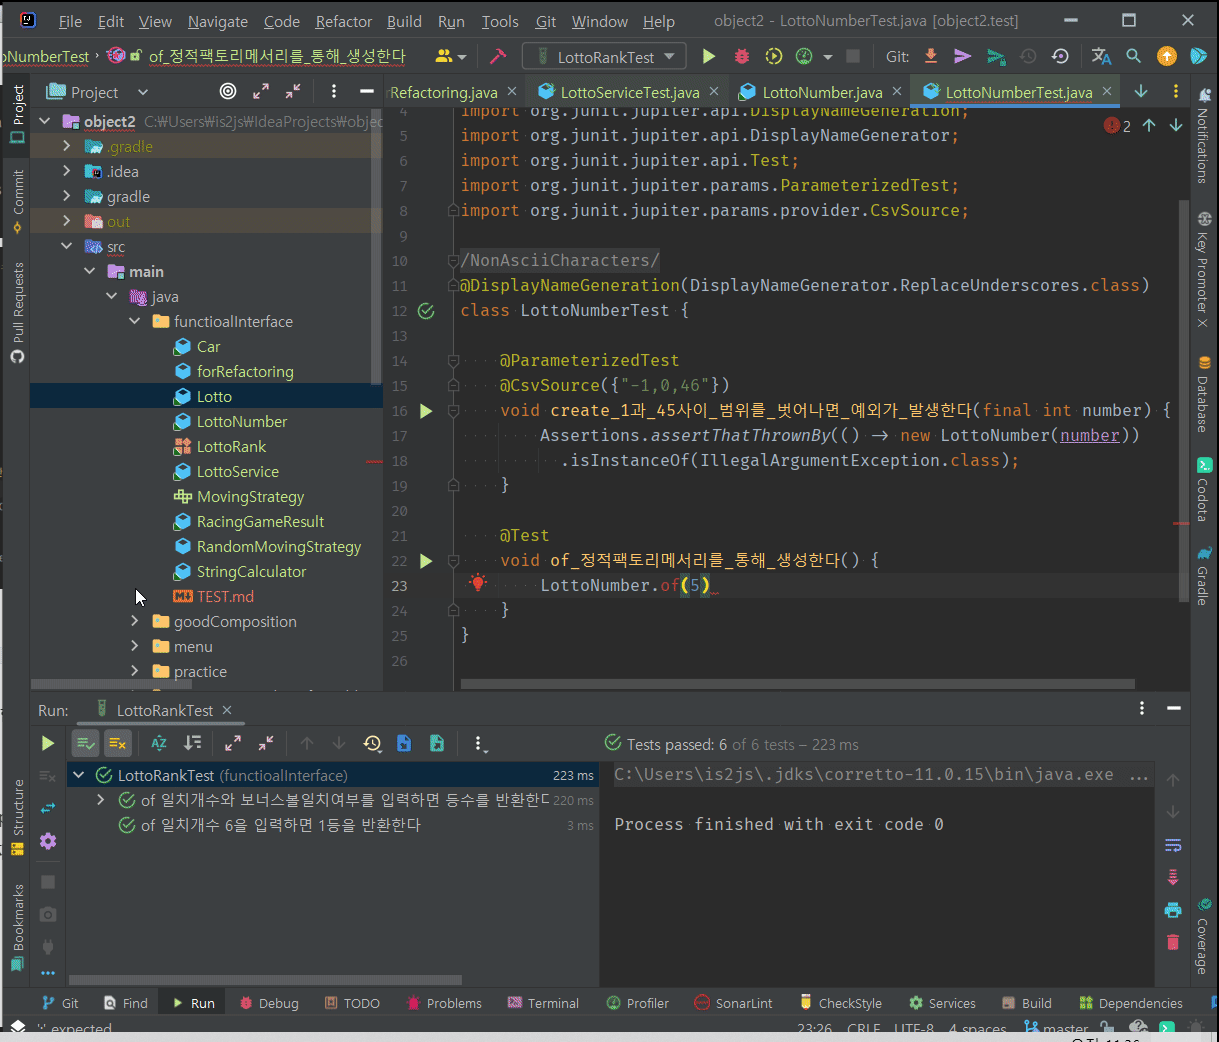 File Edit View Navigate Code Refactor Build Run Tools Git Window Help object2 - LottoNumberTest.java [object2.test]
oNumberTest of_정적팩토리메서리를_통해_생성한다 LottoRankTest Git:
Project Refactoring.java LottoServiceTest.java LottoNumber.java LottoNumberTest.java
object2 C:₩Users₩is2js₩IdeaProjects₩objec
.gradle
.idea
gradle
out
src
main
java
functioalInterface
Car
forRefactoring
Lotto
LottoNumber
LottoRank
LottoService
MovingStrategy
RacingGameResult
RandomMovingStrategy
StringCalculator
TEST.md
goodComposition
menu
practice
2
4 import org.junit.jupiter.api.DisplayNameGeneration;
5 import org.junit.jupiter.api.DisplayNameGenerator;
6 import org.junit.jupiter.api.Test;
7 import org.junit.jupiter.params.ParameterizedTest;
8 import org.junit.jupiter.params.provider.CsvSource;
9
10 /NonAsciiCharacters/
11 @DisplayNameGeneration(DisplayNameGenerator.ReplaceUnderscores.class)
12 class LottoNumberTest {
13
14 @ParameterizedTest
15 @CsvSource({"-1,0,46"})
16 void create_1과_45사이_범위를_벗어나면_예외가_발생한다(final int number) {
17 Assertions.assertThatThrownBy(() → new LottoNumber(number))
18 .isInstanceOf(IllegalArgumentException.class);
19 }
20
21 @Test
22 void of_정적팩토리메서리를_통해_생성한다() {
23 LottoNumber.of(5)
24 }
25 }
26
Project
Commit
Pull Requests
Structure
Bookmarks
Notifications
Key Promoter X
Database
Codota
Gradle
Coverage
Run: LottoRankTest
Tests passed: 6 of 6 tests – 223 ms
LottoRankTest (functioalInterface) 223 ms
of 일치개수와 보너스볼일치여부를 입력하면 등수를 반환한다 220 ms
of 일치개수 6을 입력하면 1등을 반환한다 3 ms
C:\Users\is2js\.jdks\corretto-11.0.15\bin\java.exe ...
Process finished with exit code 0
Git Find Run Debug TODO Problems Terminal Profiler SonarLint CheckStyle Services Build Dependencies
';' expected 23:26 CRLF UTF-8 4 spaces master